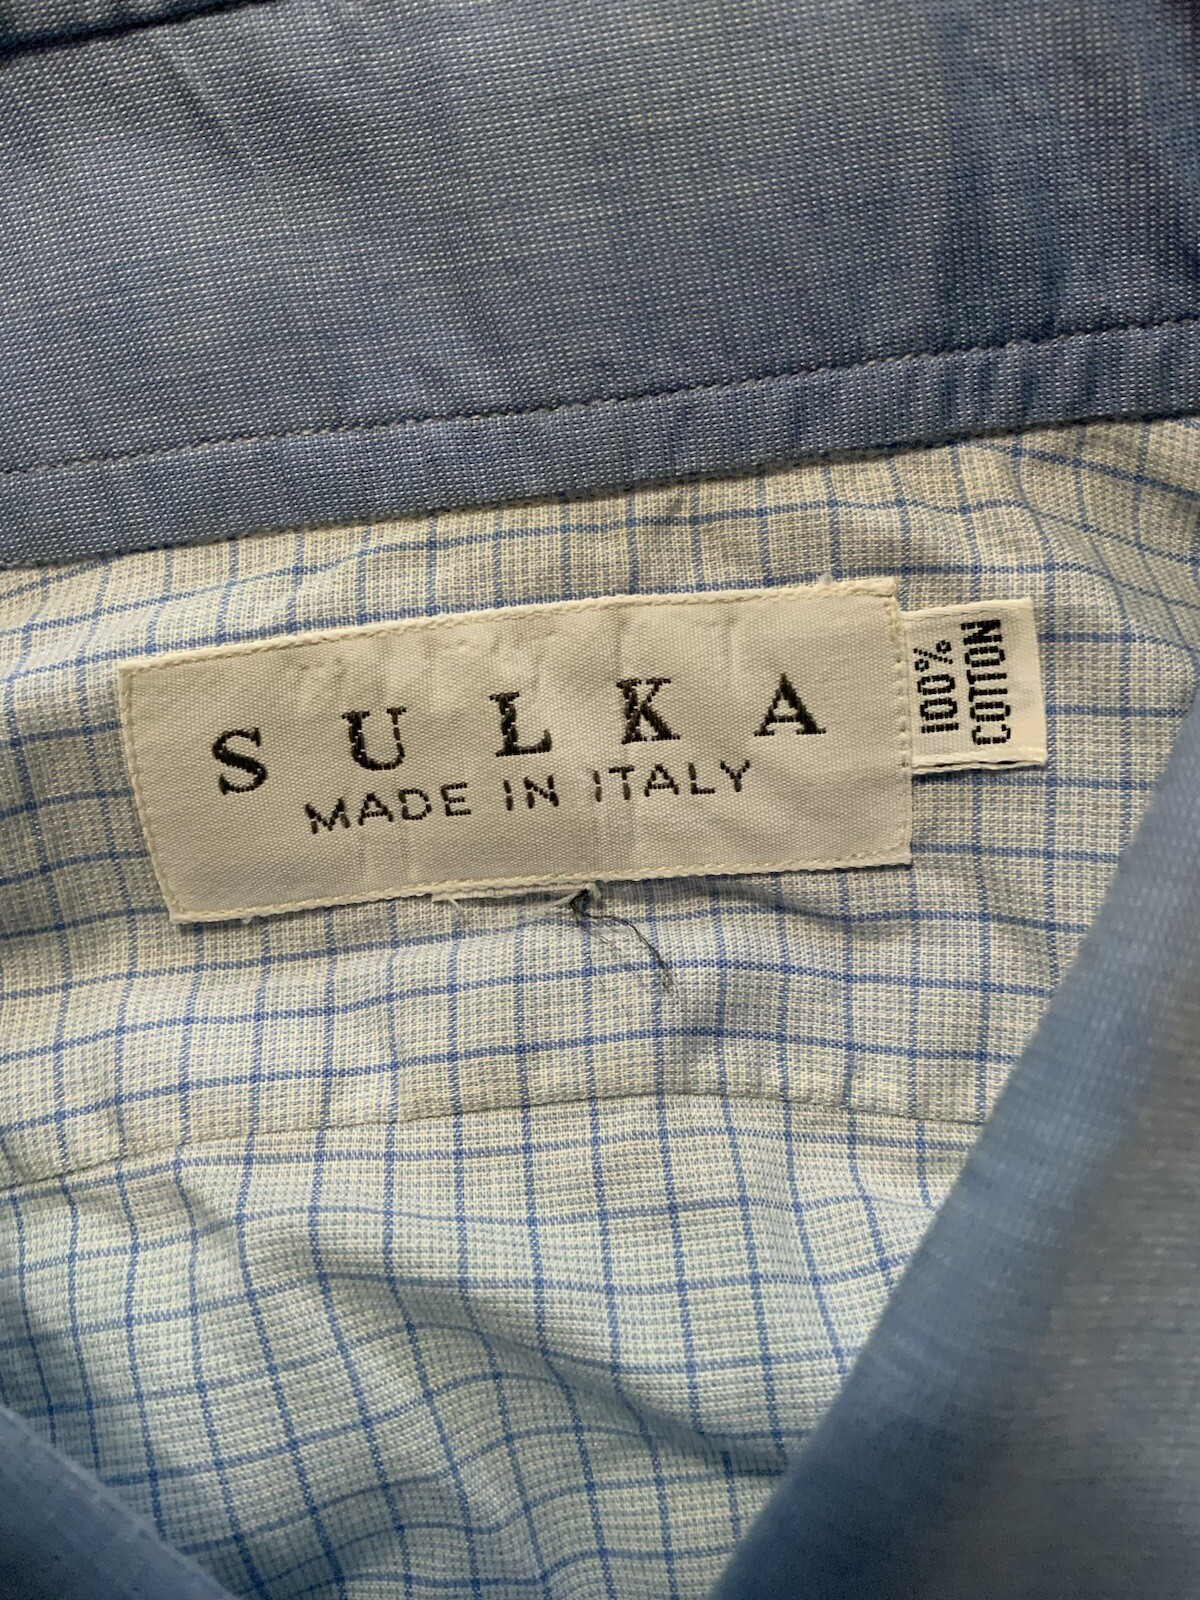 SULKA
MADE IN ITALY
100%
COTTON